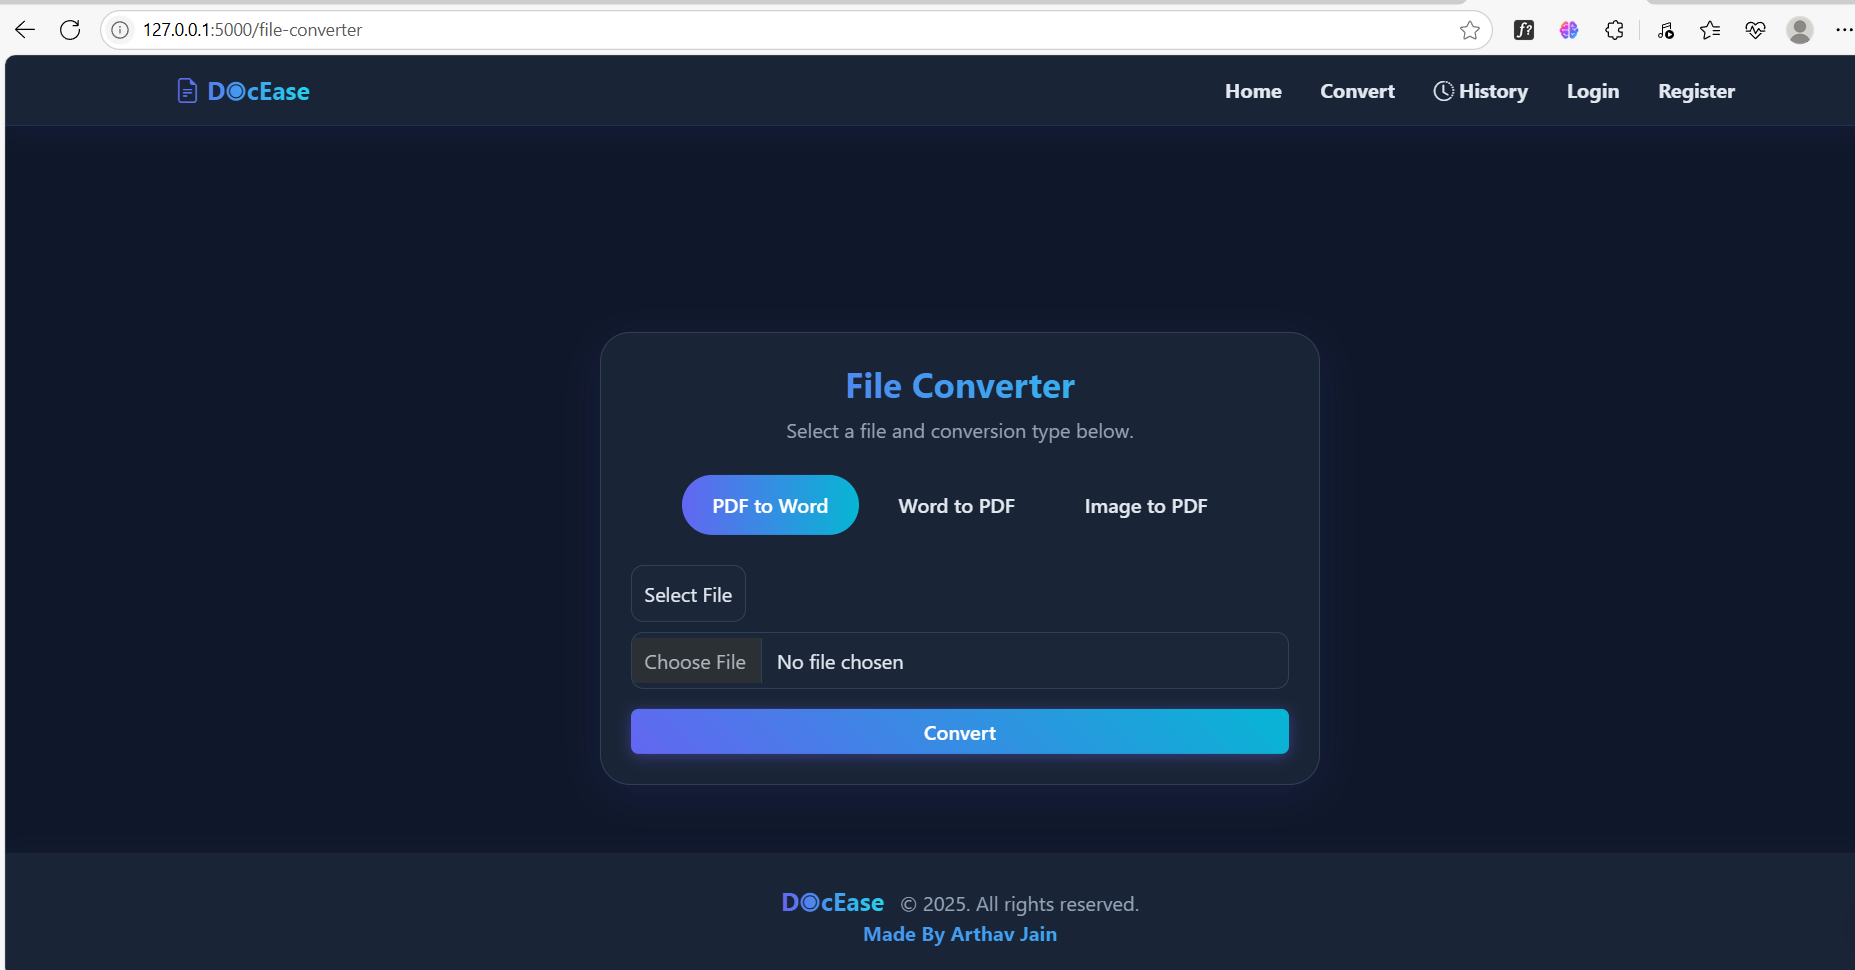 127.0.0.1:5000/file-converter
D◉cEase Home Convert History Login Register
File Converter
Select a file and conversion type below.
PDF to Word Word to PDF Image to PDF
Select File
Choose File No file chosen
Convert
D◉cEase © 2025. All rights reserved.
Made By Arthav Jain